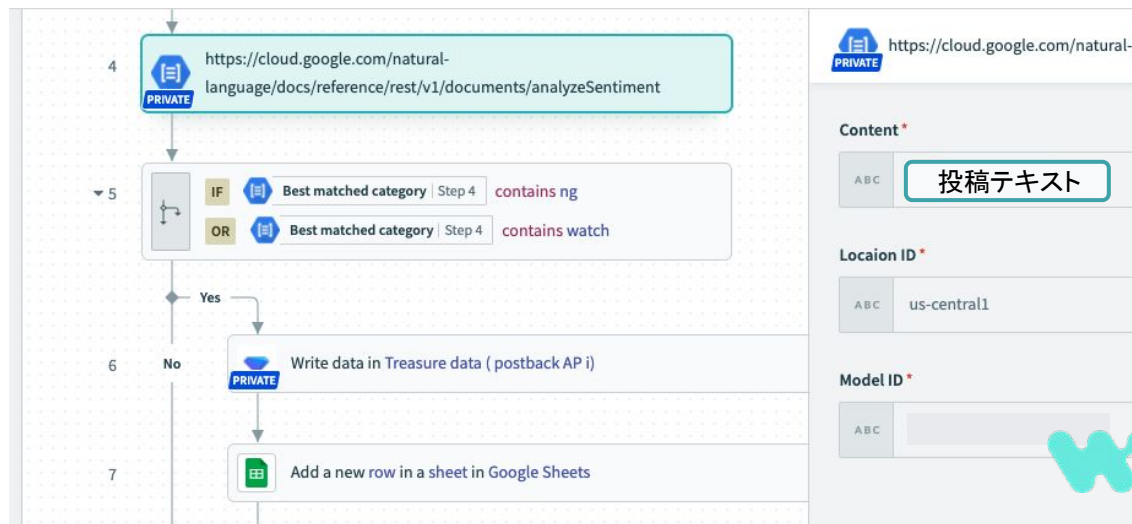 4
https://cloud.google.com/natural-
language/docs/reference/rest/v1/documents/analyzeSentiment
PRIVATE
5
IF Best matched category Step 4 contains ng
OR Best matched category Step 4 contains watch
Yes
No
6
Write data in Treasure data ( postback AP i)
PRIVATE
7
Add a new row in a sheet in Google Sheets
https://cloud.google.com/natural-
PRIVATE
Content *
ABC 投稿テキスト
Locaion ID *
ABC us-central1
Model ID *
ABC